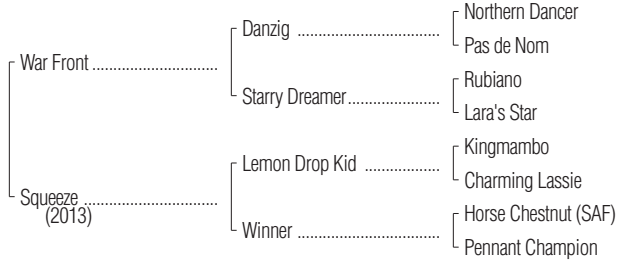 Northern Dancer
Danzig ..............................
Pas de Nom
War Front ..........................
Rubiano
Starry Dreamer.....................
Lara's Star
Kingmambo
Lemon Drop Kid .................
Charming Lassie
Squeeze ............................
(2013)
Horse Chestnut (SAF)
Winner ..............................
Pennant Champion